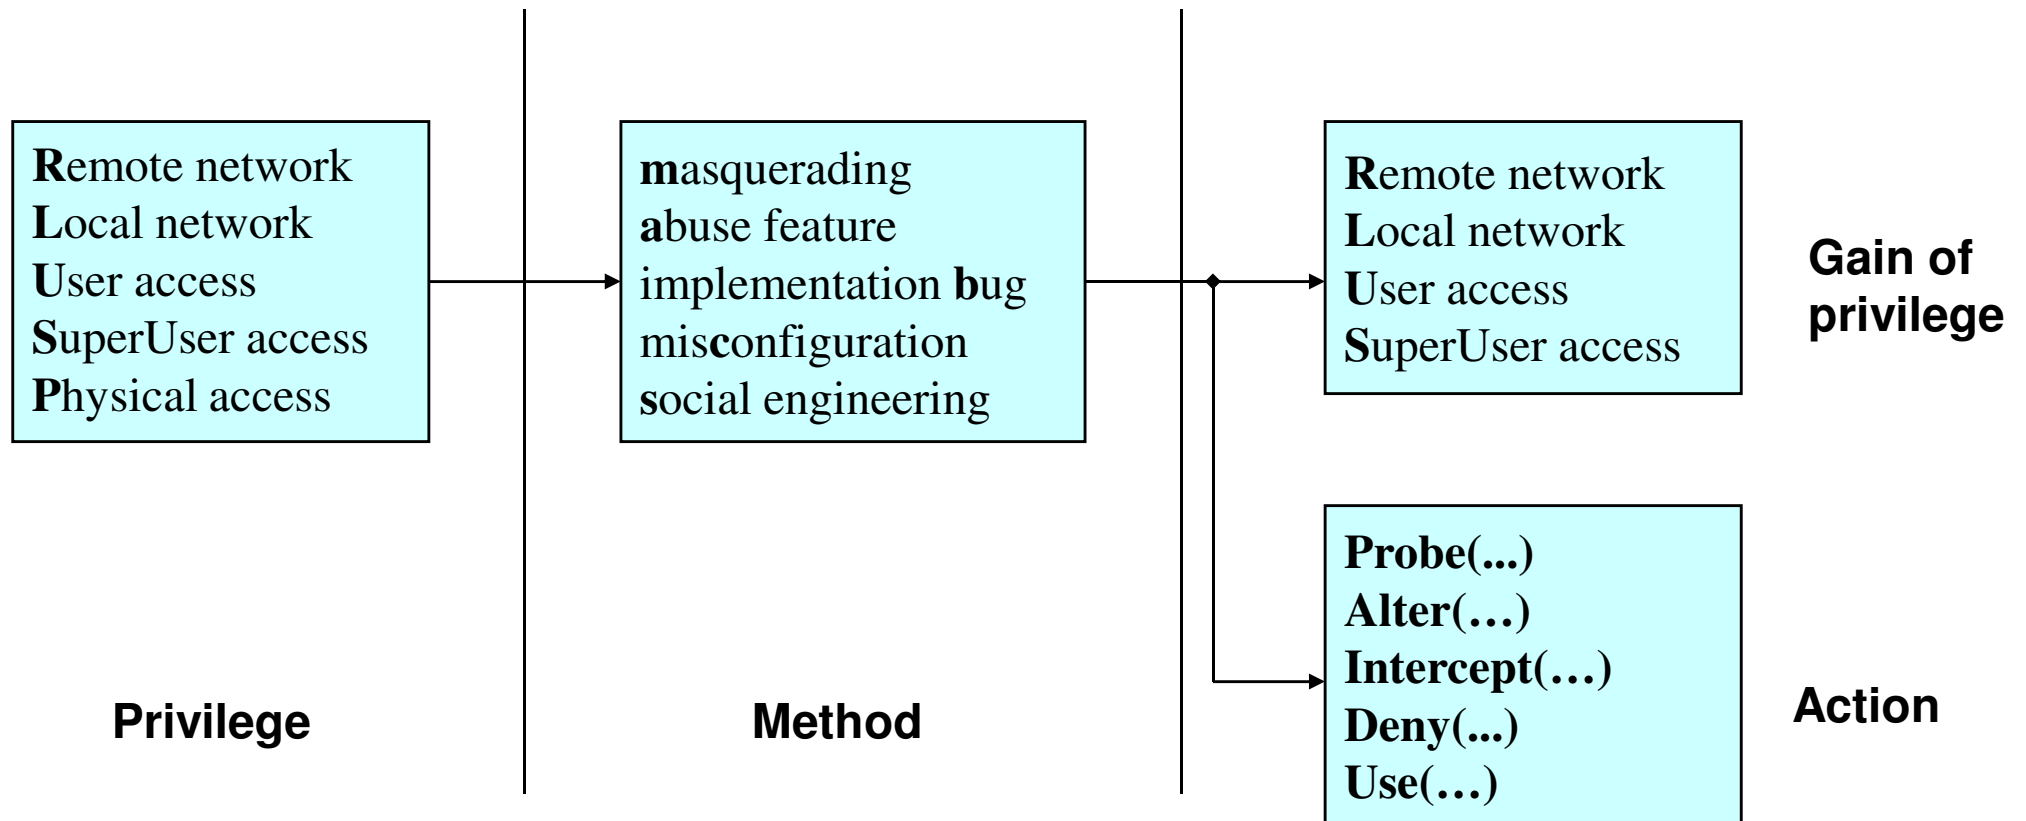 Remote network
Local network
User access
SuperUser access
Physical access
Privilege
masquerading
abuse feature
implementation bug
misconfiguration
social engineering
Method
Remote network
Local network
User access
SuperUser access
Gain of
privilege
Probe(...)
Alter(…)
Intercept(…)
Deny(...)
Use(…)
Action